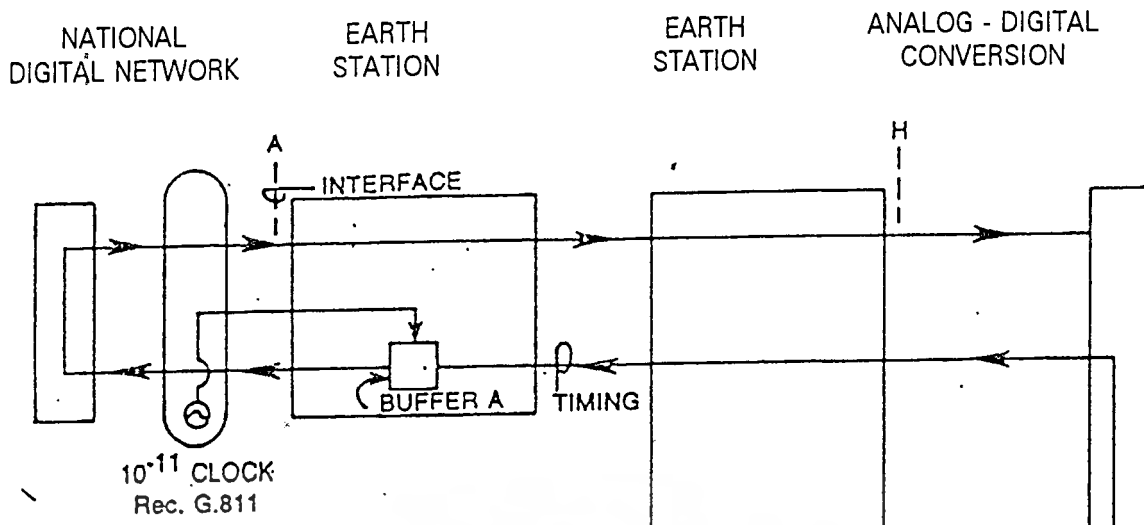 NATIONAL
DIGITAL NETWORK
EARTH
STATION
EARTH
STATION
ANALOG - DIGITAL
CONVERSION
A
H
INTERFACE
BUFFER A
TIMING
10-11 CLOCK
Rec. G.811